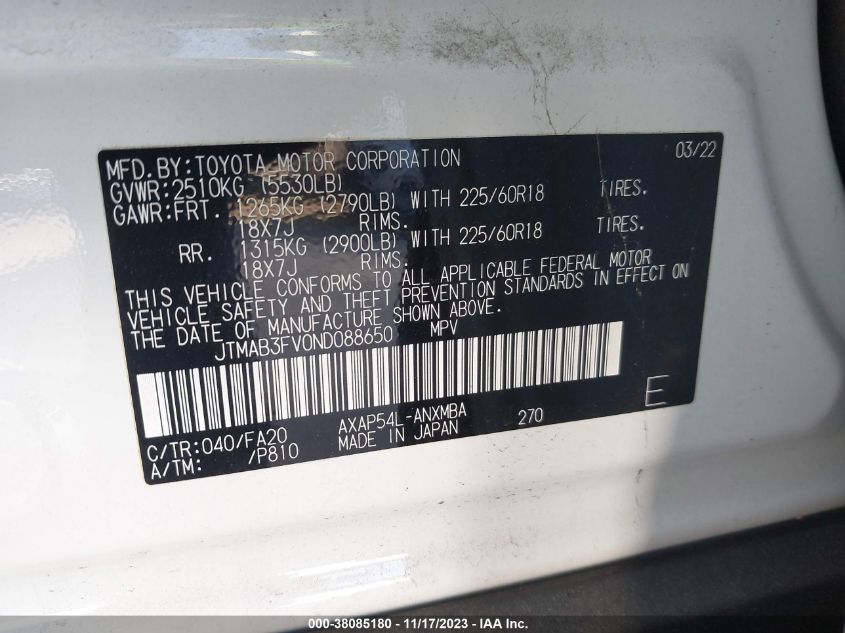 MFD.BY:TOYOTA MOTOR CORPORATION 03/22
GVWR:2510KG (5530LB)
GAWR:FRT. 1265KG (2790LB) WITH 225/60R18 TIRES.
18X7J RIMS.
RR. 1315KG (2900LB) WITH 225/60R18 TIRES.
18X7J RIMS.
THIS VEHICLE CONFORMS TO ALL APPLICABLE FEDERAL MOTOR
VEHICLE SAFETY AND THEFT PREVENTION STANDARDS IN EFFECT ON
THE DATE OF MANUFACTURE SHOWN ABOVE.
JTMAB3FV0ND088650 MPV
C/TR:040/FA20 AXAP54L-ANXMBA 270 E
A/TM: /P810 MADE IN JAPAN
000-38085180 - 11/17/2023 - IAA Inc.